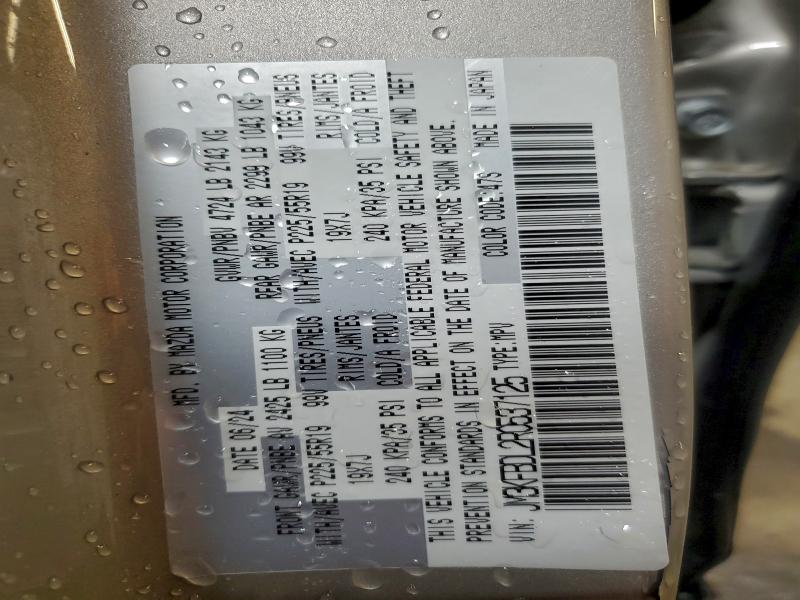 MFD. BY MAZDA MOTOR CORPORATION
DATE 06/24 GVWR/PNBV 4724 LB 2143 KG
FRONT GAWR/PNBE AV 2425 LB 1100 KG REAR GAWR/PNBE AR 2299 LB 1043 KG
WITH/AVEC P225/55R19 99V TIRES/PNEUS WITH/AVEC P225/55R19 99V TIRES/PNEUS
19X7J RIMS/JANTES 19X7J RIMS/JANTES
240 KPA/35 PSI COLD/A FROID 240 KPA/35 PSI COLD/A FROID
THIS VEHICLE CONFORMS TO ALL APPLICABLE FEDERAL MOTOR VEHICLE SAFETY AND THEFT
PREVENTION STANDARDS IN EFFECT ON THE DATE OF MANUFACTURE SHOWN ABOVE.
VIN: TYPE:MPV COLOR CODE:47S MADE IN JAPAN